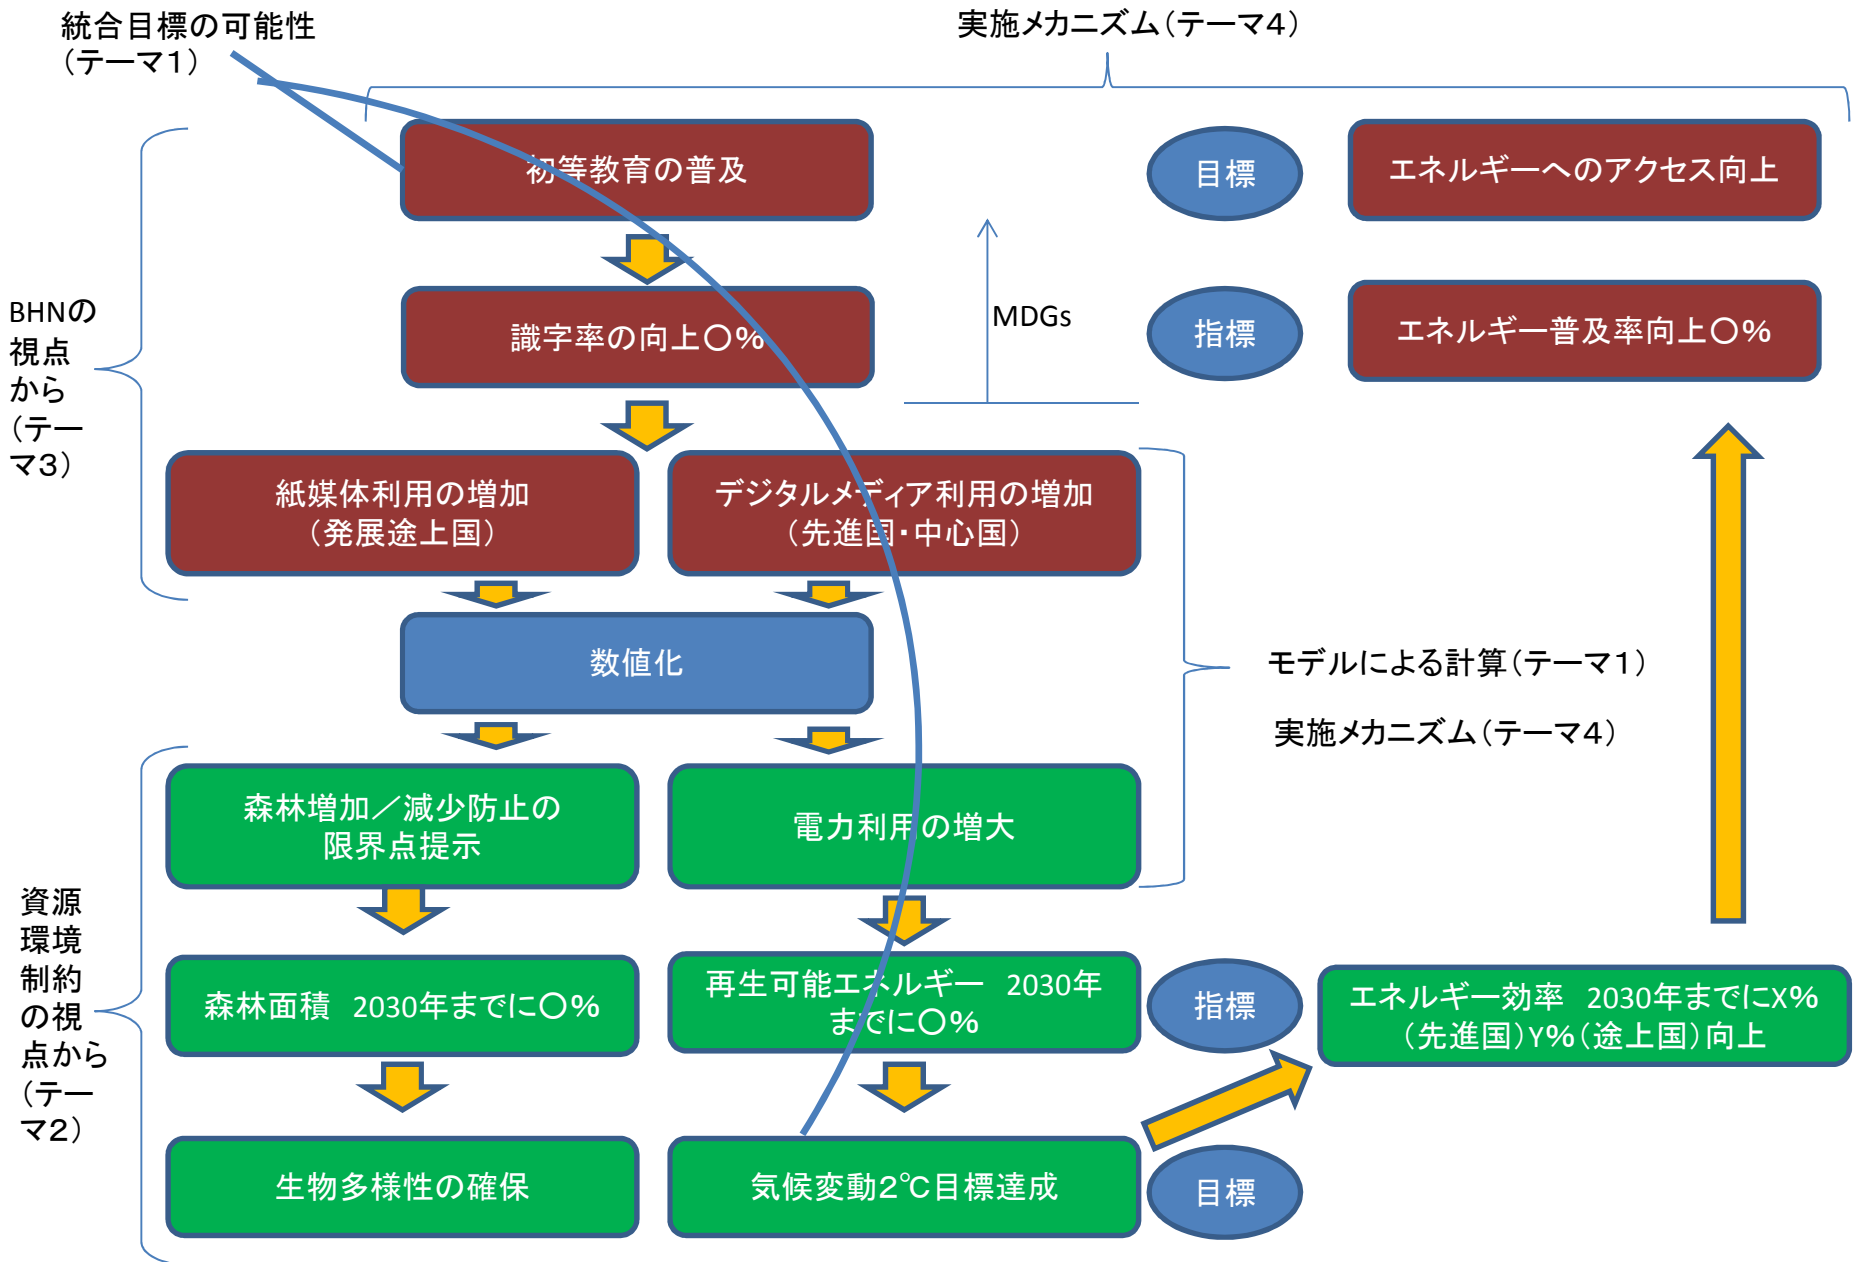 統合目標の可能性
(テーマ1)
実施メカニズム(テーマ4)
初等教育の普及
目標
エネルギーへのアクセス向上
BHNの
視点
から
(テー
マ3)
識字率の向上〇%
MDGs
指標
エネルギー普及率向上〇%
紙媒体利用の増加
(発展途上国)
デジタルメディア利用の増加
(先進国・中心国)
数値化
モデルによる計算(テーマ1)
実施メカニズム(テーマ4)
森林増加/減少防止の
限界点提示
電力利用の増大
資源
環境
制約
の視
点から
(テー
マ2)
森林面積 2030年までに〇%
再生可能エネルギー 2030年
までに〇%
指標
エネルギー効率 2030年までにX%
(先進国)Y%(途上国)向上
生物多様性の確保
気候変動2℃目標達成
目標